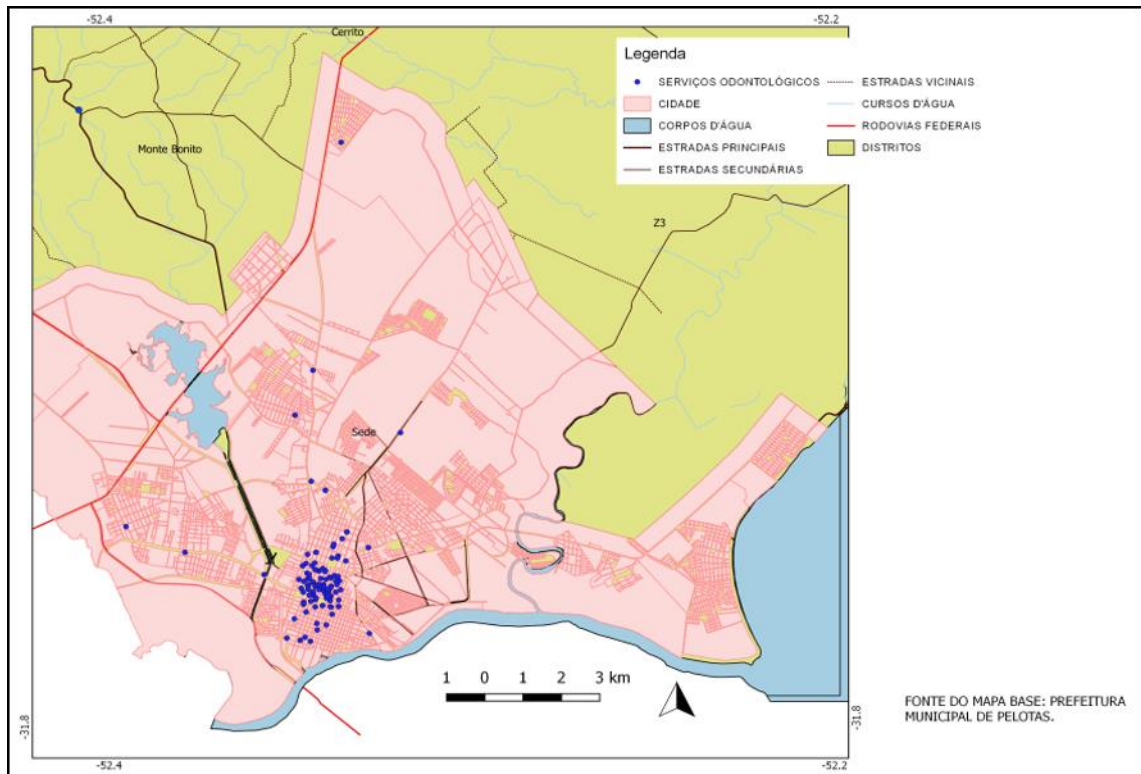 -52.4
-52.2
Cerrito
Legenda
SERVIÇOS ODONTOLÓGICOS
CIDADE
CORPOS D'ÁGUA
ESTRADAS PRINCIPAIS
ESTRADAS SECUNDÁRIAS
ESTRADAS VICINAIS
CURSOS D'ÁGUA
RODOVIAS FEDERAIS
DISTRITOS
Monte Bonito
Z3
Sede
1 0 1 2 3 km
FONTE DO MAPA BASE: PREFEITURA
MUNICIPAL DE PELOTAS.
-31.8
-31.8
-52.4
-52.2